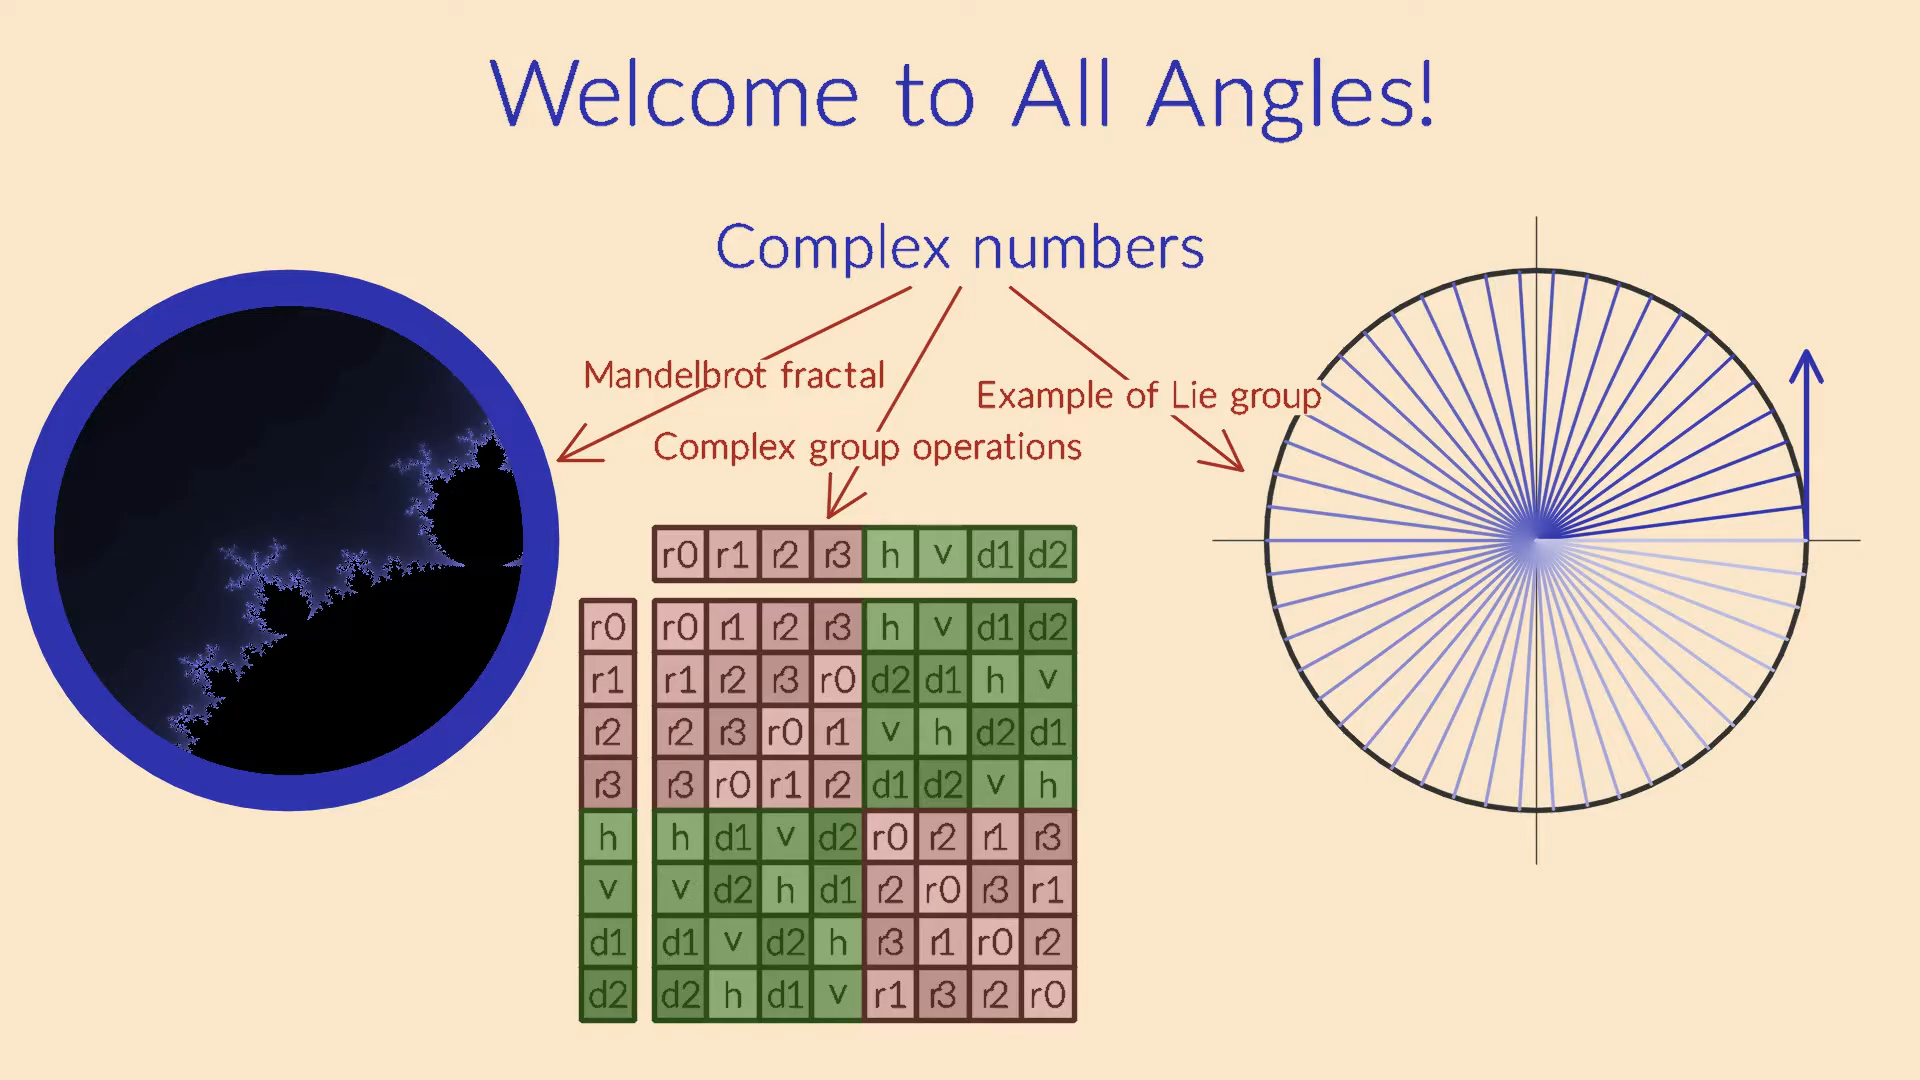 Welcome to All Angles!
Complex numbers
Mandelbrot fractal
Example of Lie group
Complex group operations
r0 r1 r2 r3 h v d1 d2
r0 r0 r1 r2 r3 h v d1 d2
r1 r1 r2 r3 r0 d2 d1 h v
r2 r2 r3 r0 r1 v h d2 d1
r3 r3 r0 r1 r2 d1 d2 v h
h h d1 v d2 r0 r2 r1 r3
v v d2 h d1 r2 r0 r3 r1
d1 d1 v d2 h r3 r1 r0 r2
d2 d2 h d1 v r1 r3 r2 r0